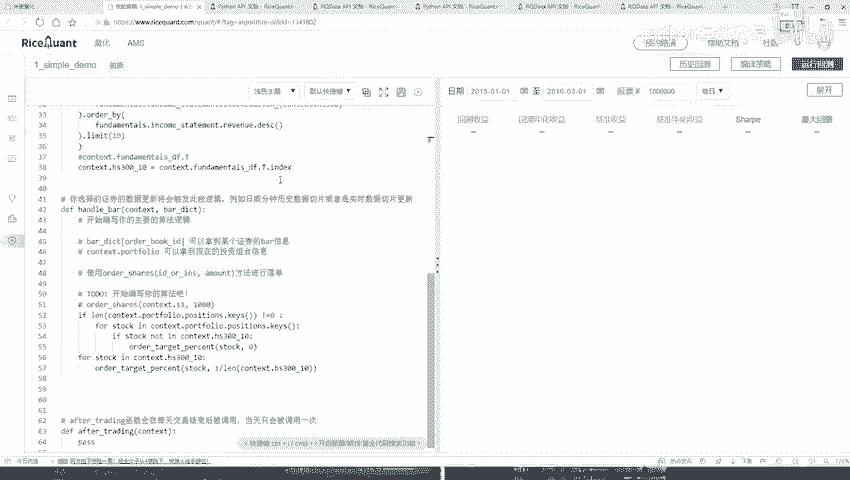 Python API 文档 - RiceQuant
RQData API 文档 - RiceQuant
Python API 文档 - RiceQuant
RQData API 文档 - RiceQuant
RQData API 文档 - RiceQuant
https://www.ricequant.com/quant/#?tag=algorithm-
RiceQuant 量化 AMS
帮助文档 社区
1_simple_demo
历史回测 编译策略 运行回测
默认快捷键
日期 2015-01-01 至 2016-03-01 股票 ¥ 1000000 每日
展开
回测收益 回测年化收益 基准收益 基准年化收益 Sharpe 最大回撤
33 ).order_by(
34 fundamentals.income_statement.revenue.desc()
35 ).limit(10)
36 )
37 #context.fundamentals_df.T
38 context.hs300_10 = context.fundamentals_df.T.index
39
40
41 # 你选择的证券的数据更新将会触发此段逻辑，例如日或分钟历史数据切片或者是实时数据切片更新
42 def handle_bar(context, bar_dict):
43 # 开始编写你的主要的算法逻辑
44
45 # bar_dict[order_book_id] 可以拿到某个证券的bar信息
46 # context.portfolio 可以拿到现在的投资组合信息
47
48 # 使用order_shares(id_or_ins, amount)方法进行落单
49
50 # TODO: 开始编写你的算法吧！
51 # order_shares(context.s1, 1000)
52 if len(context.portfolio.positions.keys()) !=0 :
53 for stock in context.portfolio.positions.keys():
54 if stock not in context.hs300_10:
55 order_target_percent(stock, 0)
56 for stock in context.hs300_10:
57 order_target_percent(stock, 1/len(context.hs300_10))
58
59
60
61
62 # after_trading函数会在每天交易结束后被调用，当天只会被调用一次
63 def after_trading(context):
64 pass